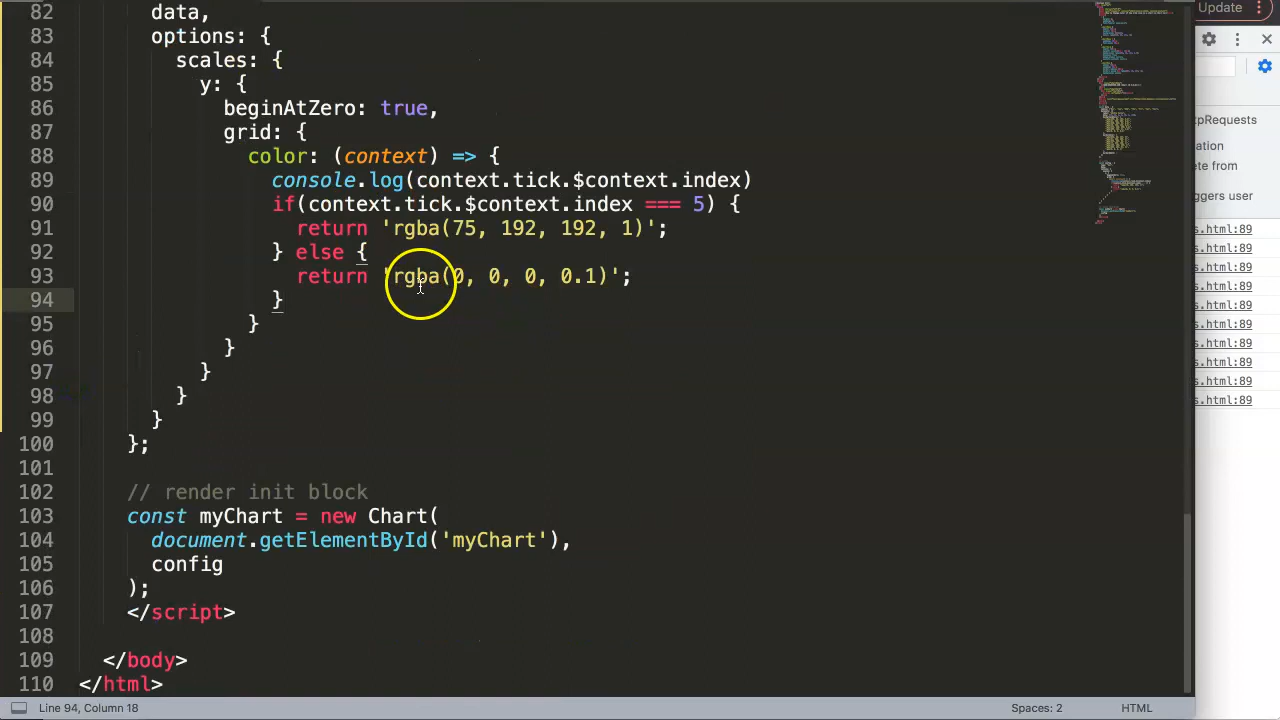 82 data,
83 options: {
84 scales: {
85 y: {
86 beginAtZero: true,
87 grid: {
88 color: (context) => {
89 console.log(context.tick.$context.index)
90 if(context.tick.$context.index === 5) {
91 return 'rgba(75, 192, 192, 1)';
92 } else {
93 return 'rgba(0, 0, 0, 0.1)';
94 }
95 }
96 }
97 }
98 }
99 }
100 };
101
102 // render init block
103 const myChart = new Chart(
104 document.getElementById('myChart'),
105 config
106 );
107 </script>
108
109 </body>
110 </html>
Line 94, Column 18
Spaces: 2
HTML
Update
pRequests
ation
ete from
ggers user
s.html:89
s.html:89
s.html:89
s.html:89
s.html:89
s.html:89
s.html:89
s.html:89
s.html:89
s.html:89